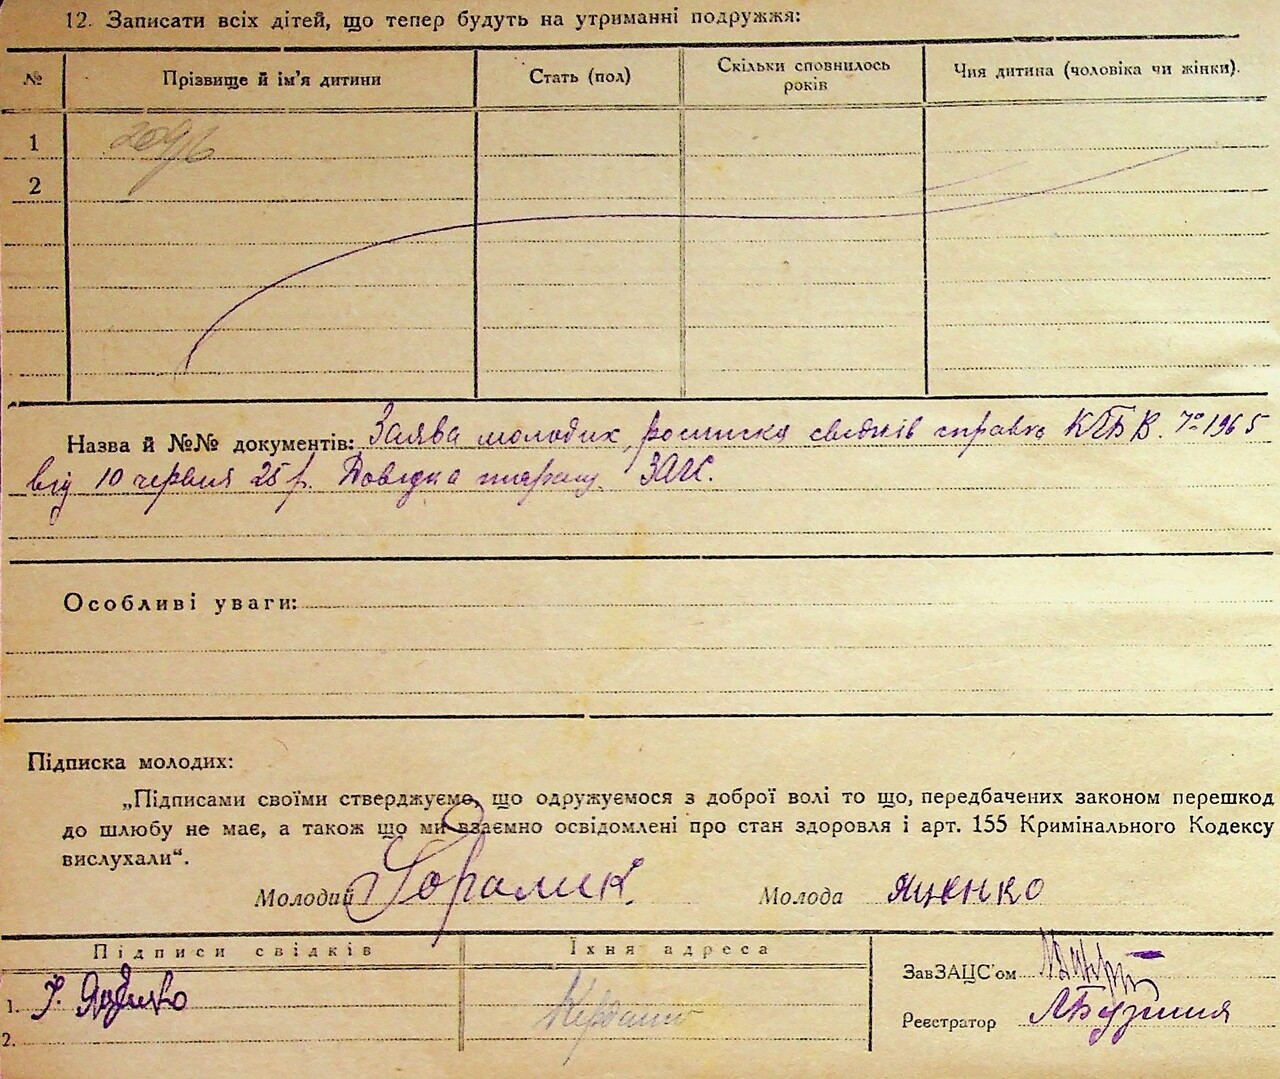 12. Записати всіх дітей, що тепер будуть на утриманні подружжя:
№ Прізвище й ім'я дитини Стать (пол) Скільки сповнилось років Чия дитина (чоловіка чи жінки).
1
2
Назва й №№ документів: Заява молодих, росписка свідків справка
від 10 червня 25 р. Довідка ЗАГС.
Особливі уваги:
Підписка молодих:
„Підписами своїми стверджуємо, що одружуємося з доброї волі то що, передбачених законом перешкод
до шлюбу не має, а також що ми взаємно освідомлені про стан здоровля і арт. 155 Кримінального Кодексу
вислухали“.
Молодий Молода Яценко
Підписи свідків Їхня адреса
ЗавЗАЦС'ом
1.
Реєстратор
2.